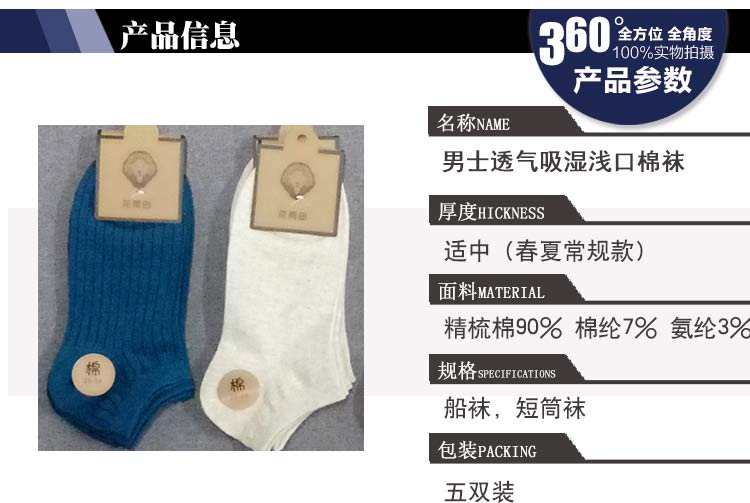 产品信息
360°
全方位 全角度
100%实物拍摄
产品参数
名称NAME
男士透气吸湿浅口棉袜
厚度HICKNESS
适中（春夏常规款）
面料MATERIAL
精梳棉90% 棉纶7% 氨纶3%
规格SPECIFICATIONS
船袜，短筒袜
包装PACKING
五双装
棉
棉